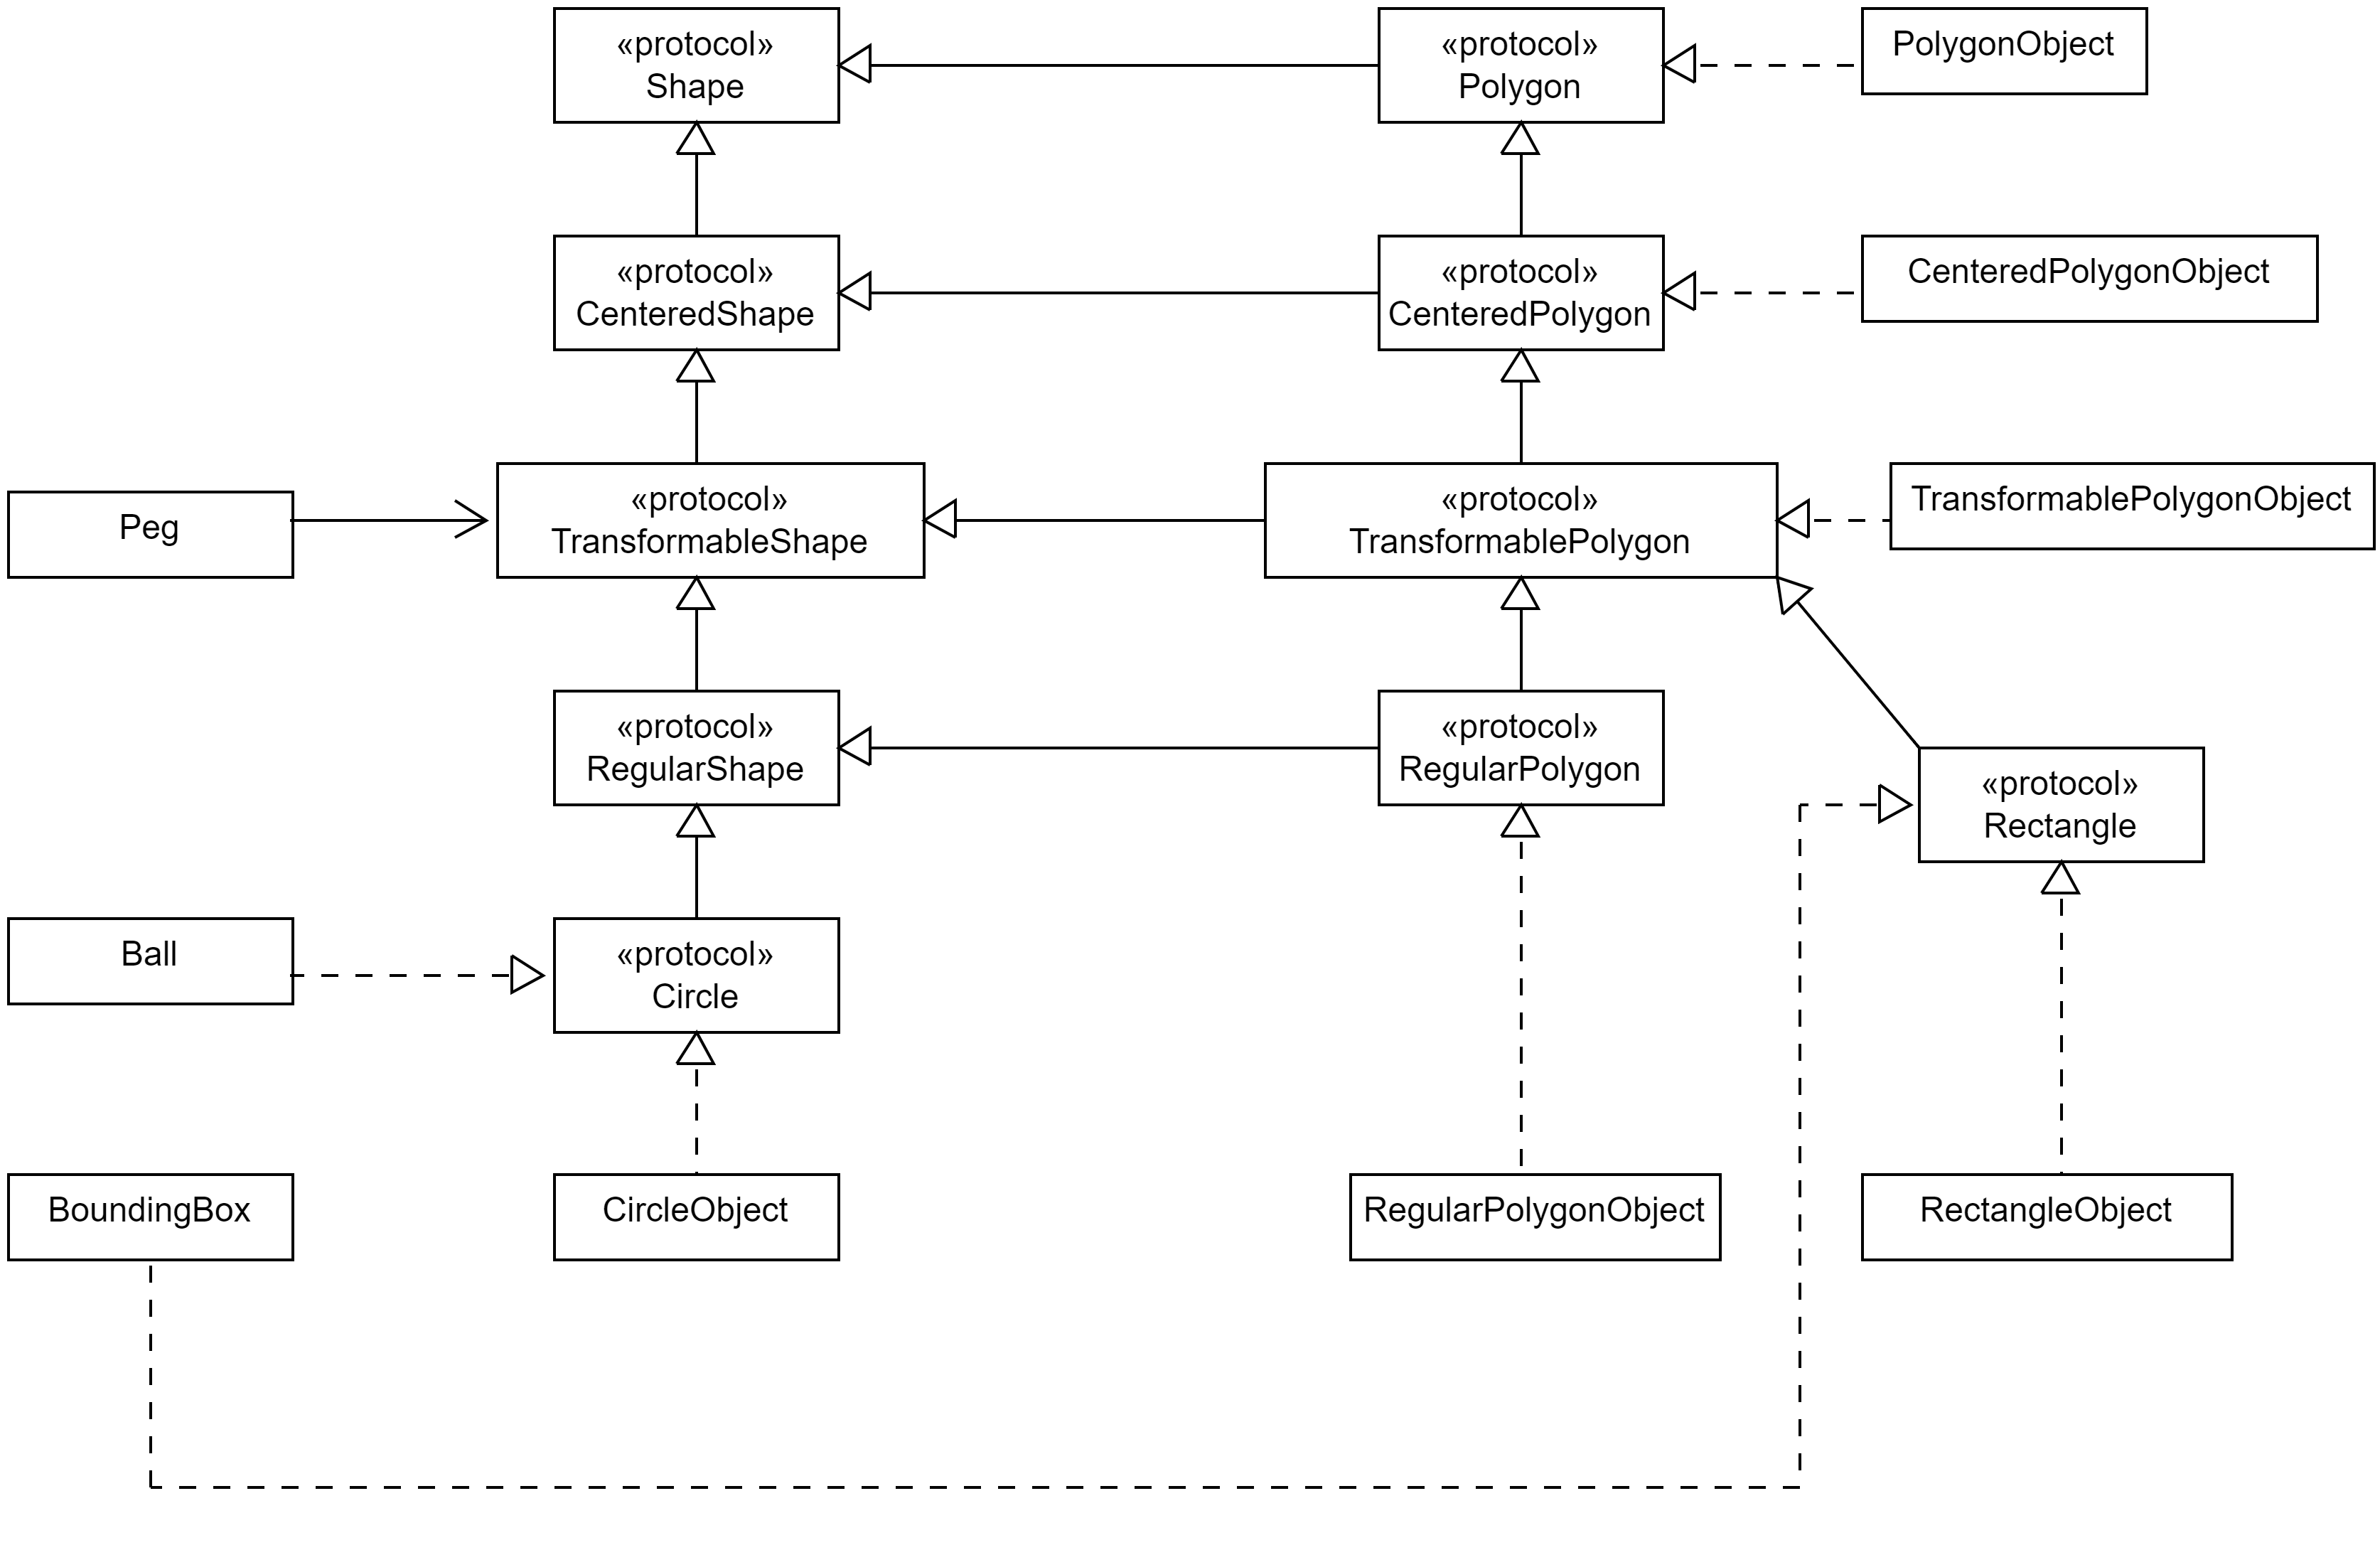 «protocol»
Shape
«protocol»
Polygon
PolygonObject
«protocol»
CenteredShape
«protocol»
CenteredPolygon
CenteredPolygonObject
Peg
«protocol»
TransformableShape
«protocol»
TransformablePolygon
TransformablePolygonObject
«protocol»
RegularShape
«protocol»
RegularPolygon
«protocol»
Rectangle
Ball
«protocol»
Circle
BoundingBox
CircleObject
RegularPolygonObject
RectangleObject